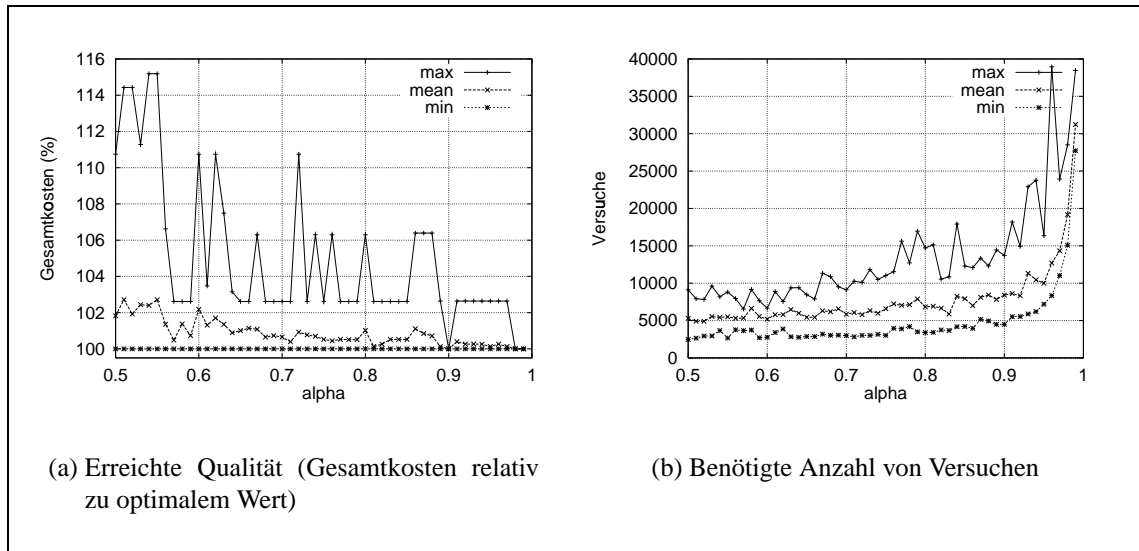 116
114
112
110
108
106
104
102
100
0.5
0.6
0.7
0.8
0.9
1
Gesamtkosten (%)
alpha
max
mean
min
40000
35000
30000
25000
20000
15000
10000
5000
0
0.5
0.6
0.7
0.8
0.9
1
Versuche
alpha
max
mean
min
(a) Erreichte Qualität (Gesamtkosten relativ
zu optimalem Wert)
(b) Benötigte Anzahl von Versuchen